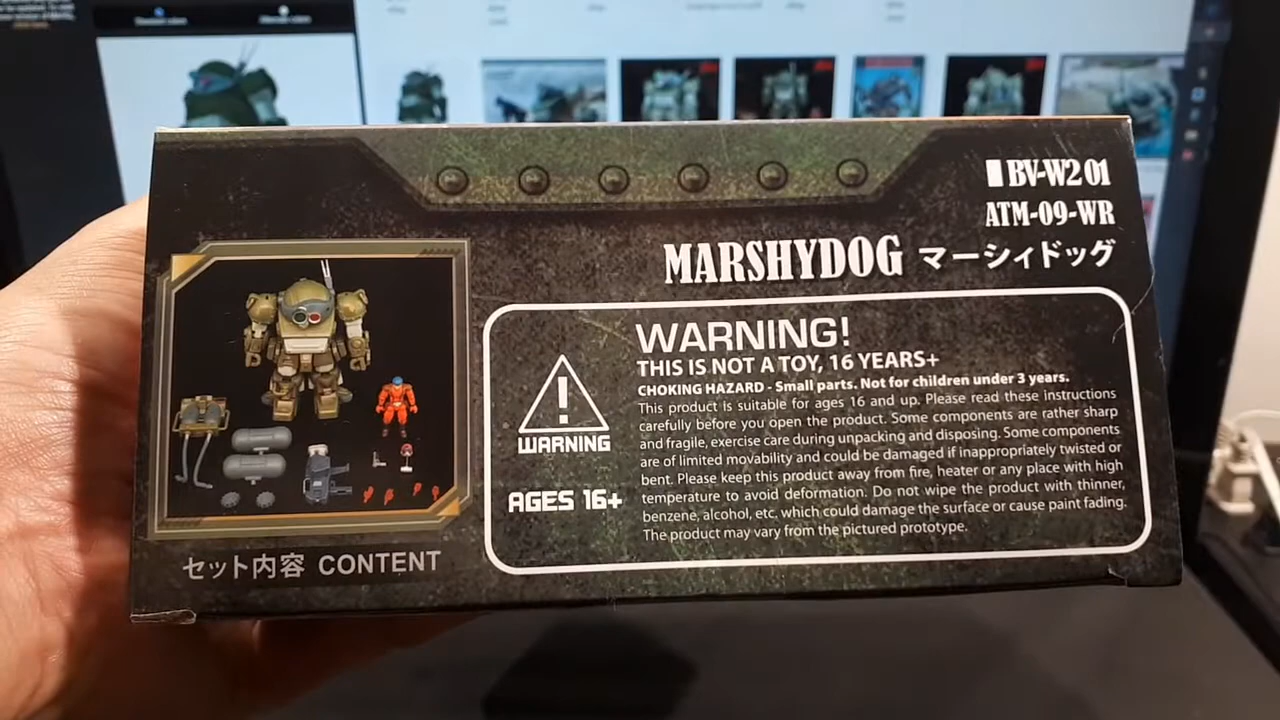 BV-W2 01
ATM-09-WR
MARSHYDOG マーシィドッグ
WARNING!
THIS IS NOT A TOY, 16 YEARS+
CHOKING HAZARD - Small parts. Not for children under 3 years.
This product is suitable for ages 16 and up. Please read these instructions
carefully before you open the product. Some components are rather sharp
and fragile, exercise care during unpacking and disposing. Some components
are of limited movability and could be damaged if inappropriately twisted or
bent. Please keep this product away from fire, heater or any place with high
temperature to avoid deformation. Do not wipe the product with thinner,
benzene, alcohol, etc. which could damage the surface or cause paint fading.
The product may vary from the pictured prototype.
WARNING
AGES 16+
セット内容 CONTENT